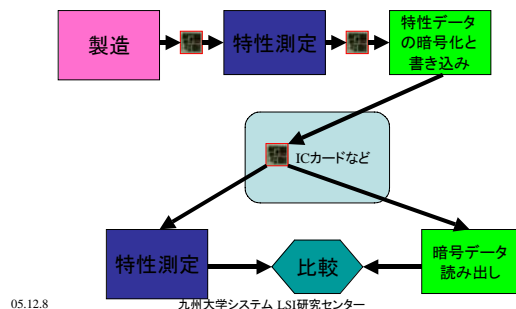 製造
特性測定
特性データ
の暗号化と
書き込み
ICカードなど
特性測定
比較
暗号データ
読み出し
05.12.8
九州大学システム LSI研究センター